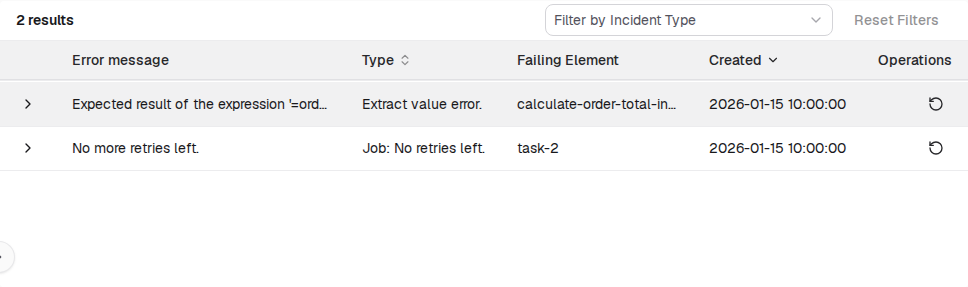 2 results Filter by Incident Type Reset Filters
Error message Type Failing Element Created Operations
Expected result of the expression '=ord... Extract value error. calculate-order-total-in... 2026-01-15 10:00:00
No more retries left. Job: No retries left. task-2 2026-01-15 10:00:00